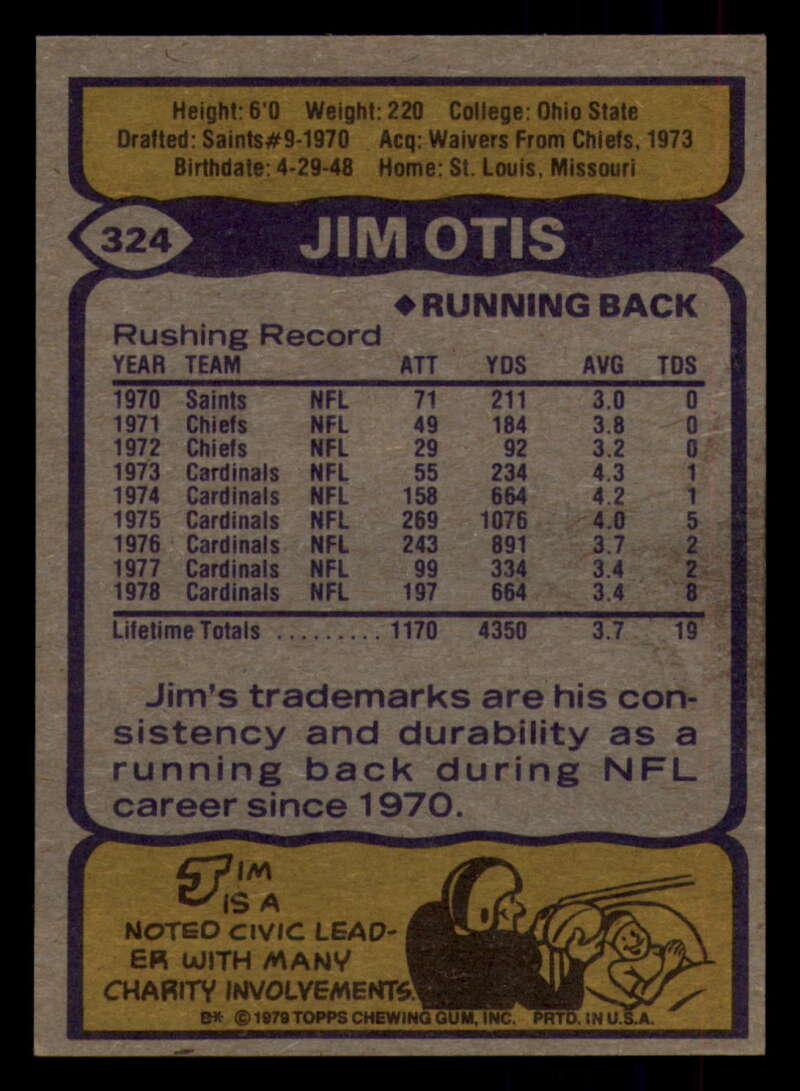 Height: 6'0 Weight: 220 College: Ohio State
Drafted: Saints#9-1970 Acq: Waivers From Chiefs, 1973
Birthdate: 4-29-48 Home: St. Louis, Missouri
324 JIM OTIS
◆RUNNING BACK
Rushing Record
YEAR TEAM ATT YDS AVG TDS
1970 Saints NFL 71 211 3.0 0
1971 Chiefs NFL 49 184 3.8 0
1972 Chiefs NFL 29 92 3.2 0
1973 Cardinals NFL 55 234 4.3 1
1974 Cardinals NFL 158 664 4.2 1
1975 Cardinals NFL 269 1076 4.0 5
1976 Cardinals NFL 243 891 3.7 2
1977 Cardinals NFL 99 334 3.4 2
1978 Cardinals NFL 197 664 3.4 8
Lifetime Totals ......... 1170 4350 3.7 19
Jim's trademarks are his con-
sistency and durability as a
running back during NFL
career since 1970.
JIM
IS A
NOTED CIVIC LEAD-
ER WITH MANY
CHARITY INVOLVEMENTS.
B* © 1979 TOPPS CHEWING GUM, INC. PRTD. IN U.S.A.